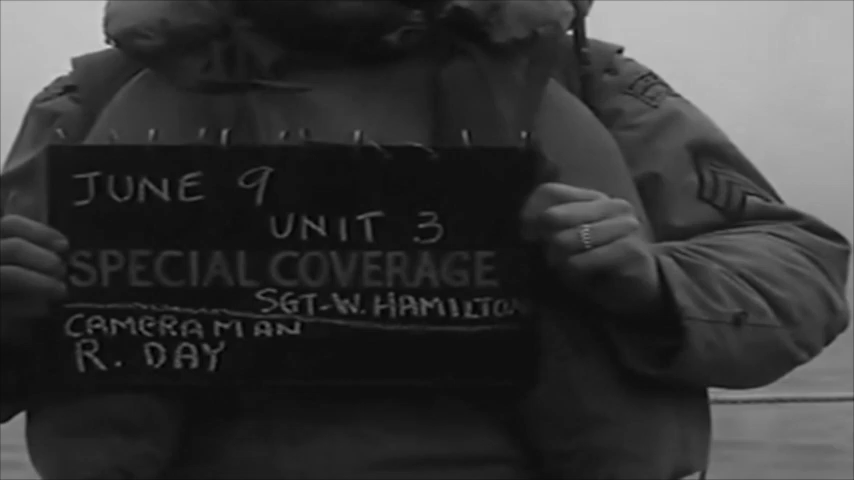 JUNE 9
UNIT 3
SPECIAL COVERAGE
SGT-W. HAMILTON
CAMERAMAN
R. DAY